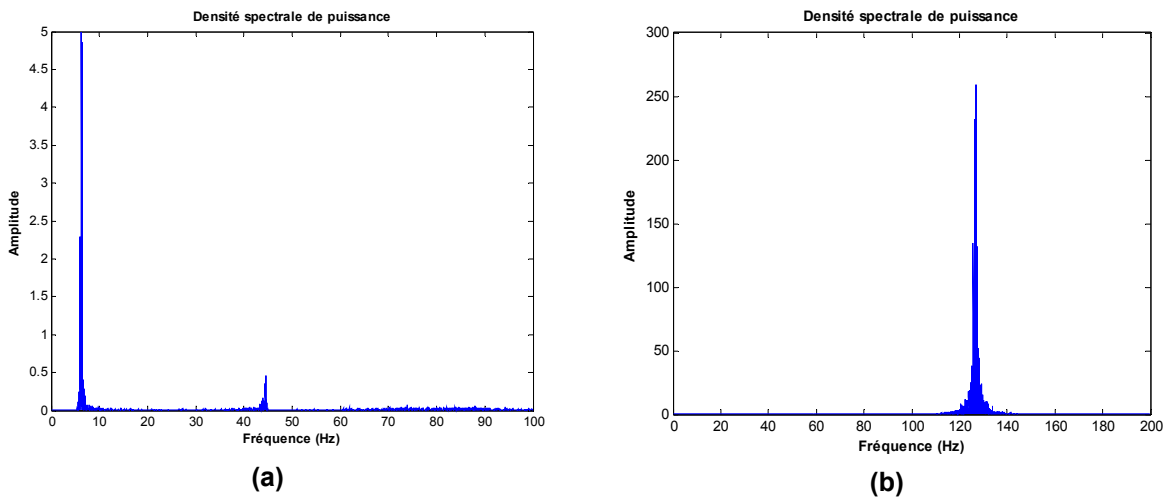 Densité spectrale de puissance
5
4.5
4
3.5
3
2.5
2
1.5
1
0.5
0
Amplitude
0 10 20 30 40 50 60 70 80 90 100
Fréquence (Hz)
(a)
Densité spectrale de puissance
300
250
200
150
100
50
0
Amplitude
0 20 40 60 80 100 120 140 160 180 200
Fréquence (Hz)
(b)